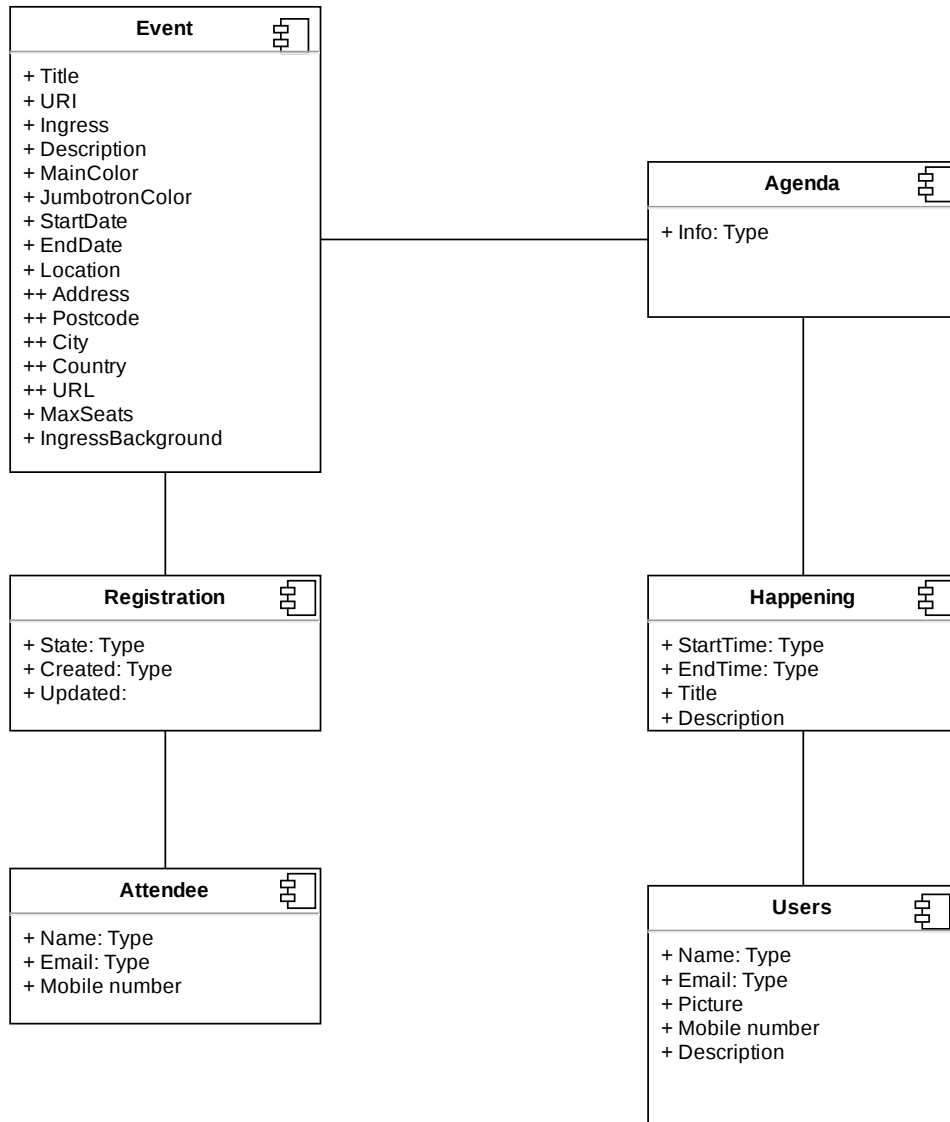 Event
+ Title
+ URI
+ Ingress
+ Description
+ MainColor
+ JumbotronColor
+ StartDate
+ EndDate
+ Location
++ Address
++ Postcode
++ City
++ Country
++ URL
+ MaxSeats
+ IngressBackground
Agenda
+ Info: Type
Registration
+ State: Type
+ Created: Type
+ Updated:
Happening
+ StartTime: Type
+ EndTime: Type
+ Title
+ Description
Attendee
+ Name: Type
+ Email: Type
+ Mobile number
Users
+ Name: Type
+ Email: Type
+ Picture
+ Mobile number
+ Description